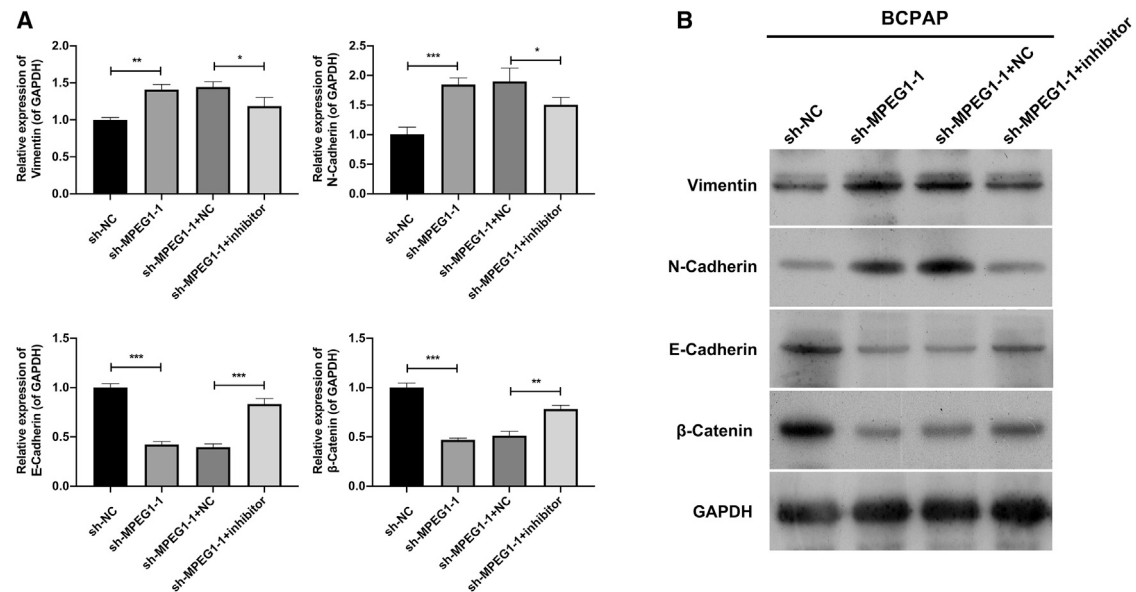 A
Relative expression of
Vimentin (of GAPDH)
2.0
1.5
1.0
0.5
0.0
**
*
sh-NC
sh-MPEG1-1
sh-MPEG1-1+NC
sh-MPEG1-1+inhibitor
Relative expression of
N-Cadherin (of GAPDH)
2.5
2.0
1.5
1.0
0.5
0.0
***
*
sh-NC
sh-MPEG1-1
sh-MPEG1-1+NC
sh-MPEG1-1+inhibitor
Relative expression of
E-Cadherin (of GAPDH)
1.5
1.0
0.5
0.0
***
***
sh-NC
sh-MPEG1-1
sh-MPEG1-1+NC
sh-MPEG1-1+inhibitor
Relative expression of
β-Catenin (of GAPDH)
1.5
1.0
0.5
0.0
***
**
sh-NC
sh-MPEG1-1
sh-MPEG1-1+NC
sh-MPEG1-1+inhibitor
B
BCPAP
sh-NC
sh-MPEG1-1
sh-MPEG1-1+NC
sh-MPEG1-1+inhibitor
Vimentin
N-Cadherin
E-Cadherin
β-Catenin
GAPDH